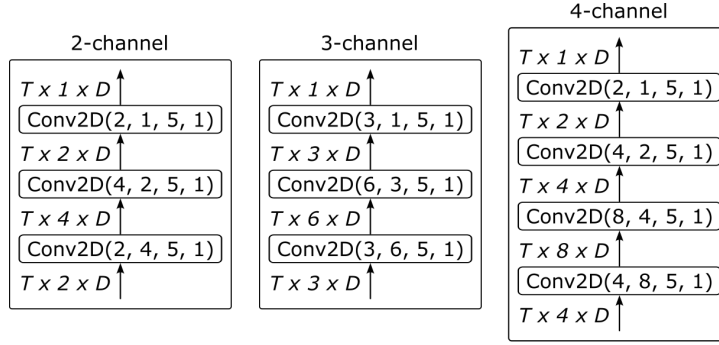 2-channel
T x 1 x D
Conv2D(2, 1, 5, 1)
T x 2 x D
Conv2D(4, 2, 5, 1)
T x 4 x D
Conv2D(2, 4, 5, 1)
T x 2 x D
3-channel
T x 1 x D
Conv2D(3, 1, 5, 1)
T x 3 x D
Conv2D(6, 3, 5, 1)
T x 6 x D
Conv2D(3, 6, 5, 1)
T x 3 x D
4-channel
T x 1 x D
Conv2D(2, 1, 5, 1)
T x 2 x D
Conv2D(4, 2, 5, 1)
T x 4 x D
Conv2D(8, 4, 5, 1)
T x 8 x D
Conv2D(4, 8, 5, 1)
T x 4 x D